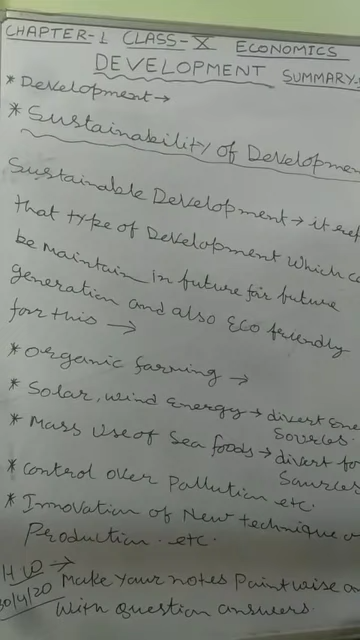 CHAPTER-1 CLASS-X ECONOMICS
DEVELOPMENT SUMMARY
* Development →
* Sustainability of Developmen
Sustainable Development → it ref
that type of Development which c
be maintain in future for future
generation and also Eco friendly
for this →
* Organic farming →
* Solar, wind Energy → divert Ene
Sources.
* Mass Use of Sea foods → divert fo
Sources
* Control over Pollution etc.
* Innovation of New technique o
Production. etc.
HW → Make your notes Pointwise a
30/4/20 With question answers.